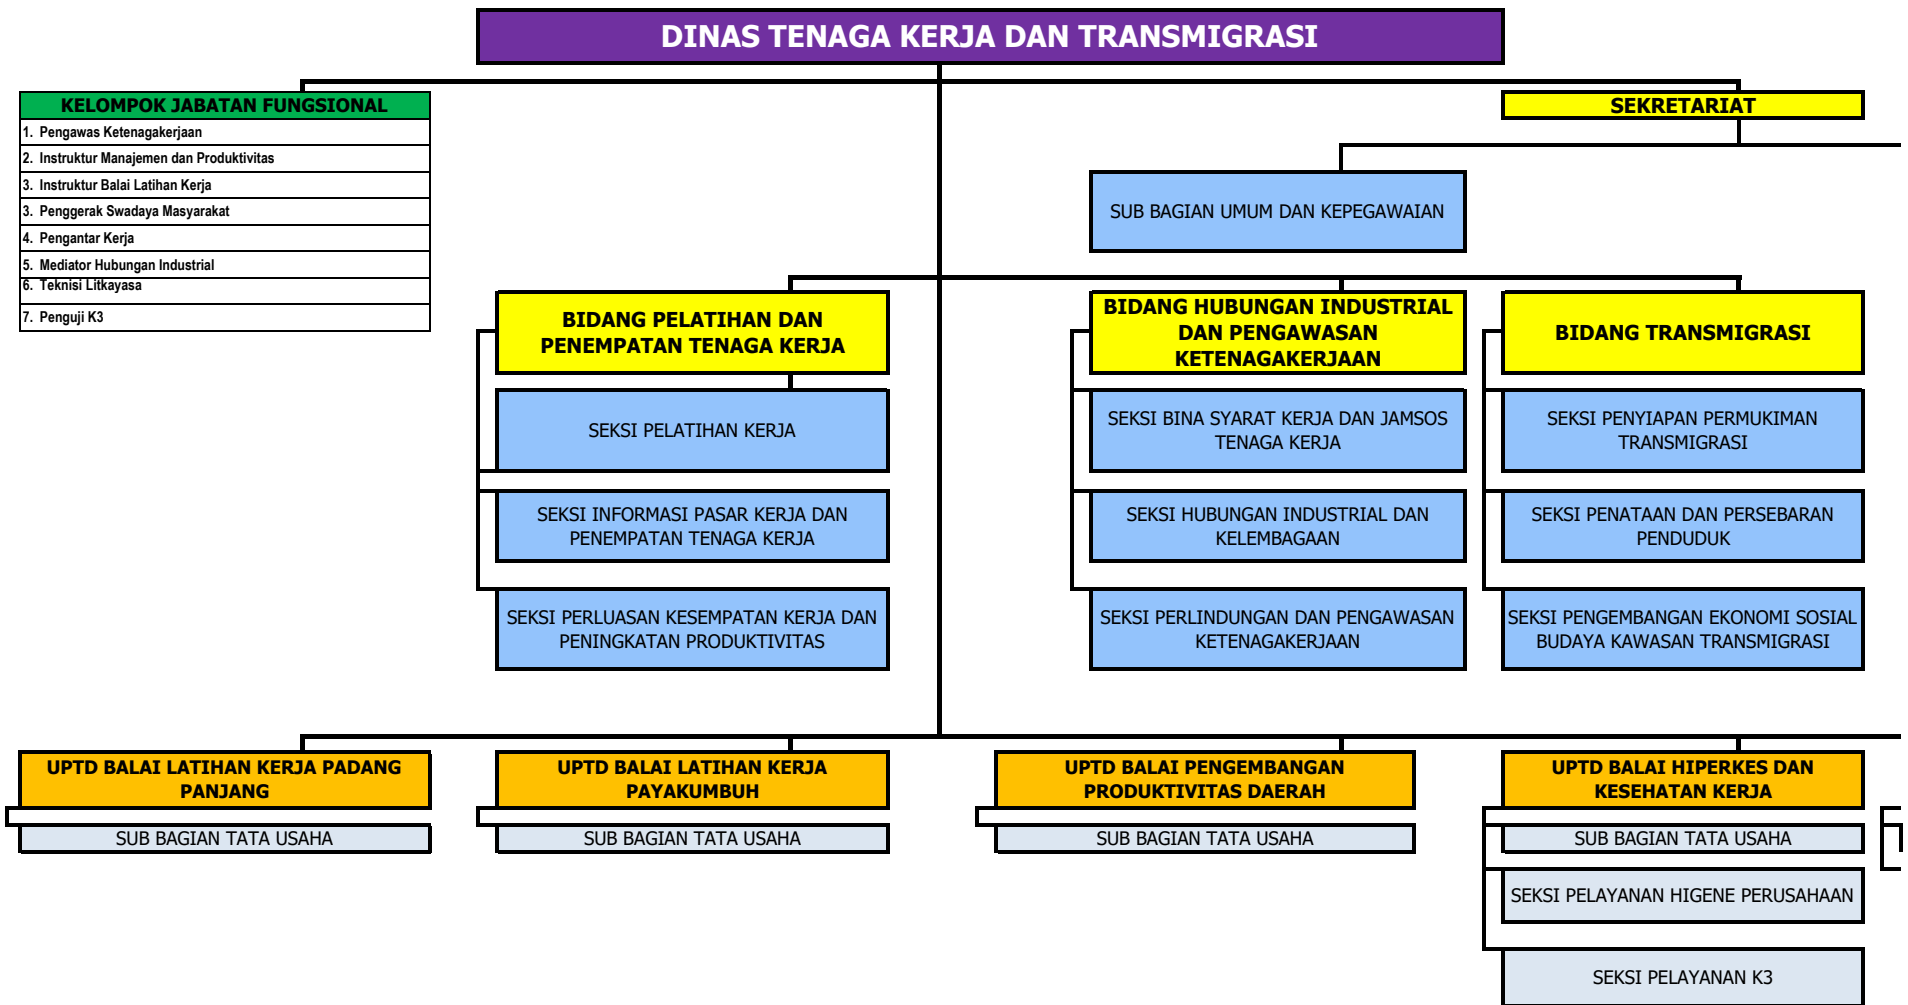 DINAS TENAGA KERJA DAN TRANSMIGRASI
KELOMPOK JABATAN FUNGSIONAL
1. Pengawas Ketenagakerjaan
2. Instruktur Manajemen dan Produktivitas
3. Instruktur Balai Latihan Kerja
3. Penggerak Swadaya Masyarakat
4. Pengantar Kerja
5. Mediator Hubungan Industrial
6. Teknisi Litkayasa
7. Penguji K3
SEKRETARIAT
SUB BAGIAN UMUM DAN KEPEGAWAIAN
BIDANG PELATIHAN DAN
PENEMPATAN TENAGA KERJA
SEKSI PELATIHAN KERJA
SEKSI INFORMASI PASAR KERJA DAN
PENEMPATAN TENAGA KERJA
SEKSI PERLUASAN KESEMPATAN KERJA DAN
PENINGKATAN PRODUKTIVITAS
BIDANG HUBUNGAN INDUSTRIAL
DAN PENGAWASAN
KETENAGAKERJAAN
SEKSI BINA SYARAT KERJA DAN JAMSOS
TENAGA KERJA
SEKSI HUBUNGAN INDUSTRIAL DAN
KELEMBAGAAN
SEKSI PERLINDUNGAN DAN PENGAWASAN
KETENAGAKERJAAN
BIDANG TRANSMIGRASI
SEKSI PENYIAPAN PERMUKIMAN
TRANSMIGRASI
SEKSI PENATAAN DAN PERSEBARAN
PENDUDUK
SEKSI PENGEMBANGAN EKONOMI SOSIAL
BUDAYA KAWASAN TRANSMIGRASI
UPTD BALAI LATIHAN KERJA PADANG
PANJANG
SUB BAGIAN TATA USAHA
UPTD BALAI LATIHAN KERJA
PAYAKUMBUH
SUB BAGIAN TATA USAHA
UPTD BALAI PENGEMBANGAN
PRODUKTIVITAS DAERAH
SUB BAGIAN TATA USAHA
UPTD BALAI HIPERKES DAN
KESEHATAN KERJA
SUB BAGIAN TATA USAHA
SEKSI PELAYANAN HIGENE PERUSAHAAN
SEKSI PELAYANAN K3